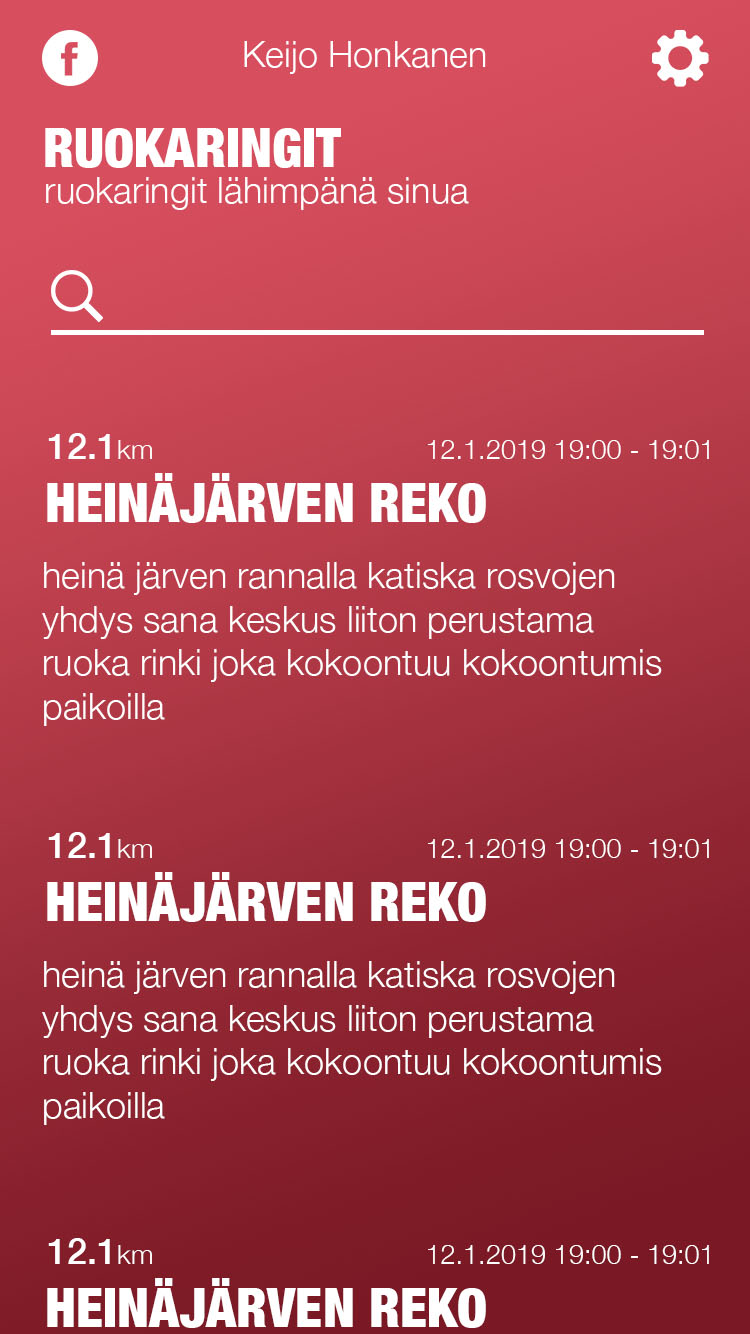 Keijo Honkanen
RUOKARINGIT
ruokaringit lähimpänä sinua
12.1km 12.1.2019 19:00 - 19:01
HEINÄJÄRVEN REKO
heinä järven rannalla katiska rosvojen
yhdys sana keskus liiton perustama
ruoka rinki joka kokoontuu kokoontumis
paikoilla
12.1km 12.1.2019 19:00 - 19:01
HEINÄJÄRVEN REKO
heinä järven rannalla katiska rosvojen
yhdys sana keskus liiton perustama
ruoka rinki joka kokoontuu kokoontumis
paikoilla
12.1km 12.1.2019 19:00 - 19:01
HEINÄJÄRVEN REKO